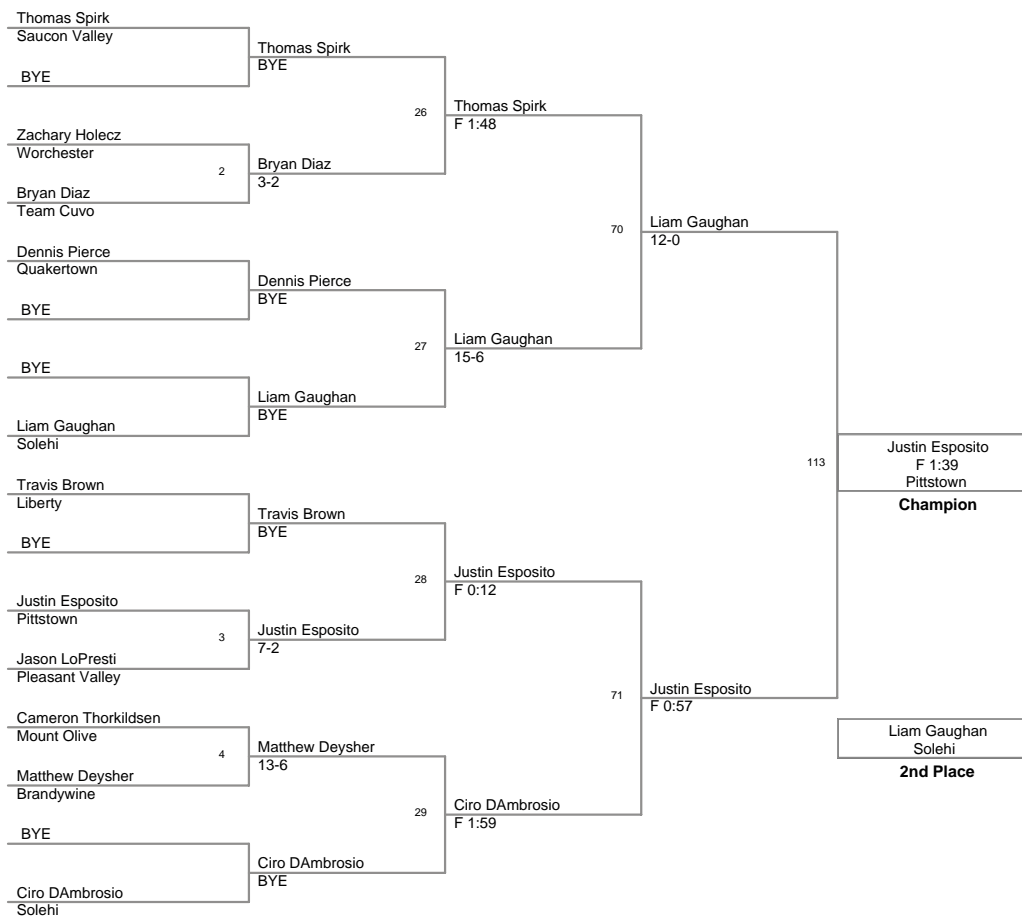 Thomas Spirk
Saucon Valley
BYE
Zachary Holecz
Worchester
2
Bryan Diaz
Team Cuvo
Dennis Pierce
Quakertown
BYE
BYE
Liam Gaughan
Solehi
Travis Brown
Liberty
BYE
Justin Esposito
Pittstown
3
Jason LoPresti
Pleasant Valley
Cameron Thorkildsen
Mount Olive
4
Matthew Deysher
Brandywine
BYE
Ciro DAmbrosio
Solehi
Thomas Spirk
BYE
26
Bryan Diaz
3-2
Dennis Pierce
BYE
27
Liam Gaughan
BYE
Travis Brown
BYE
28
Justin Esposito
7-2
Matthew Deysher
13-6
29
Ciro DAmbrosio
BYE
Thomas Spirk
F 1:48
70
Liam Gaughan
15-6
Justin Esposito
F 0:12
71
Ciro DAmbrosio
F 1:59
Liam Gaughan
12-0
113
Justin Esposito
F 0:57
Justin Esposito
F 1:39
Pittstown
Champion
Liam Gaughan
Solehi
2nd Place